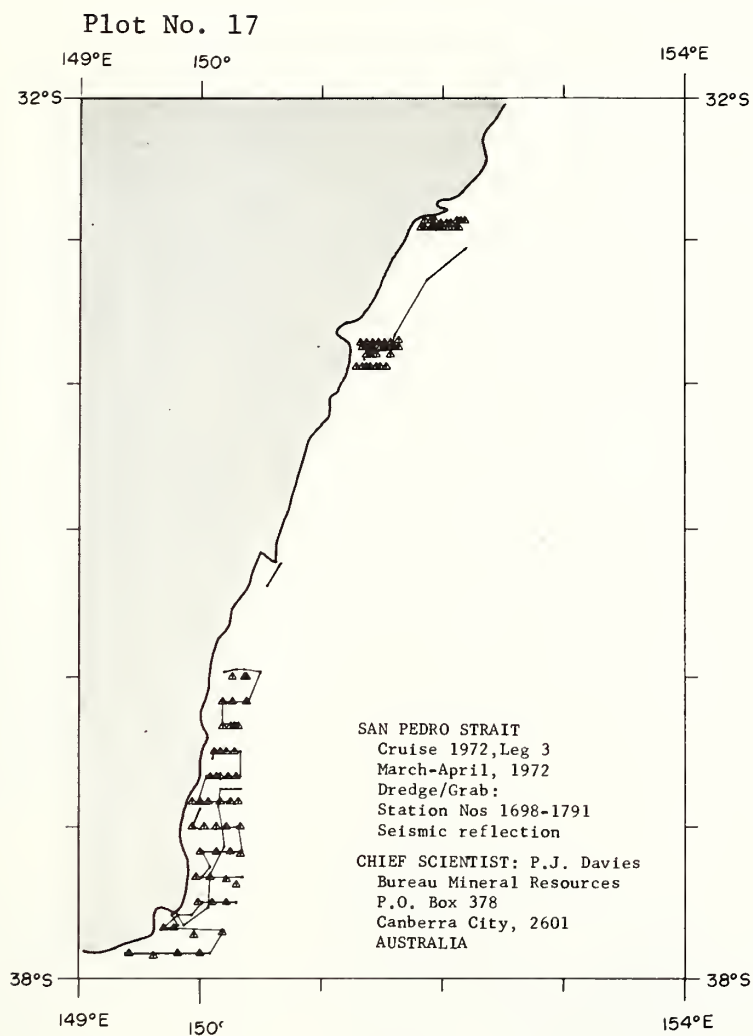 Plot No. 17
149°E 150° 154°E
32°S 32°S
SAN PEDRO STRAIT
Cruise 1972,Leg 3
March-April, 1972
Dredge/Grab:
Station Nos 1698-1791
Seismic reflection
CHIEF SCIENTIST: P.J. Davies
Bureau Mineral Resources
P.O. Box 378
Canberra City, 2601
AUSTRALIA
38°S 38°S
149°E 150° 154°E